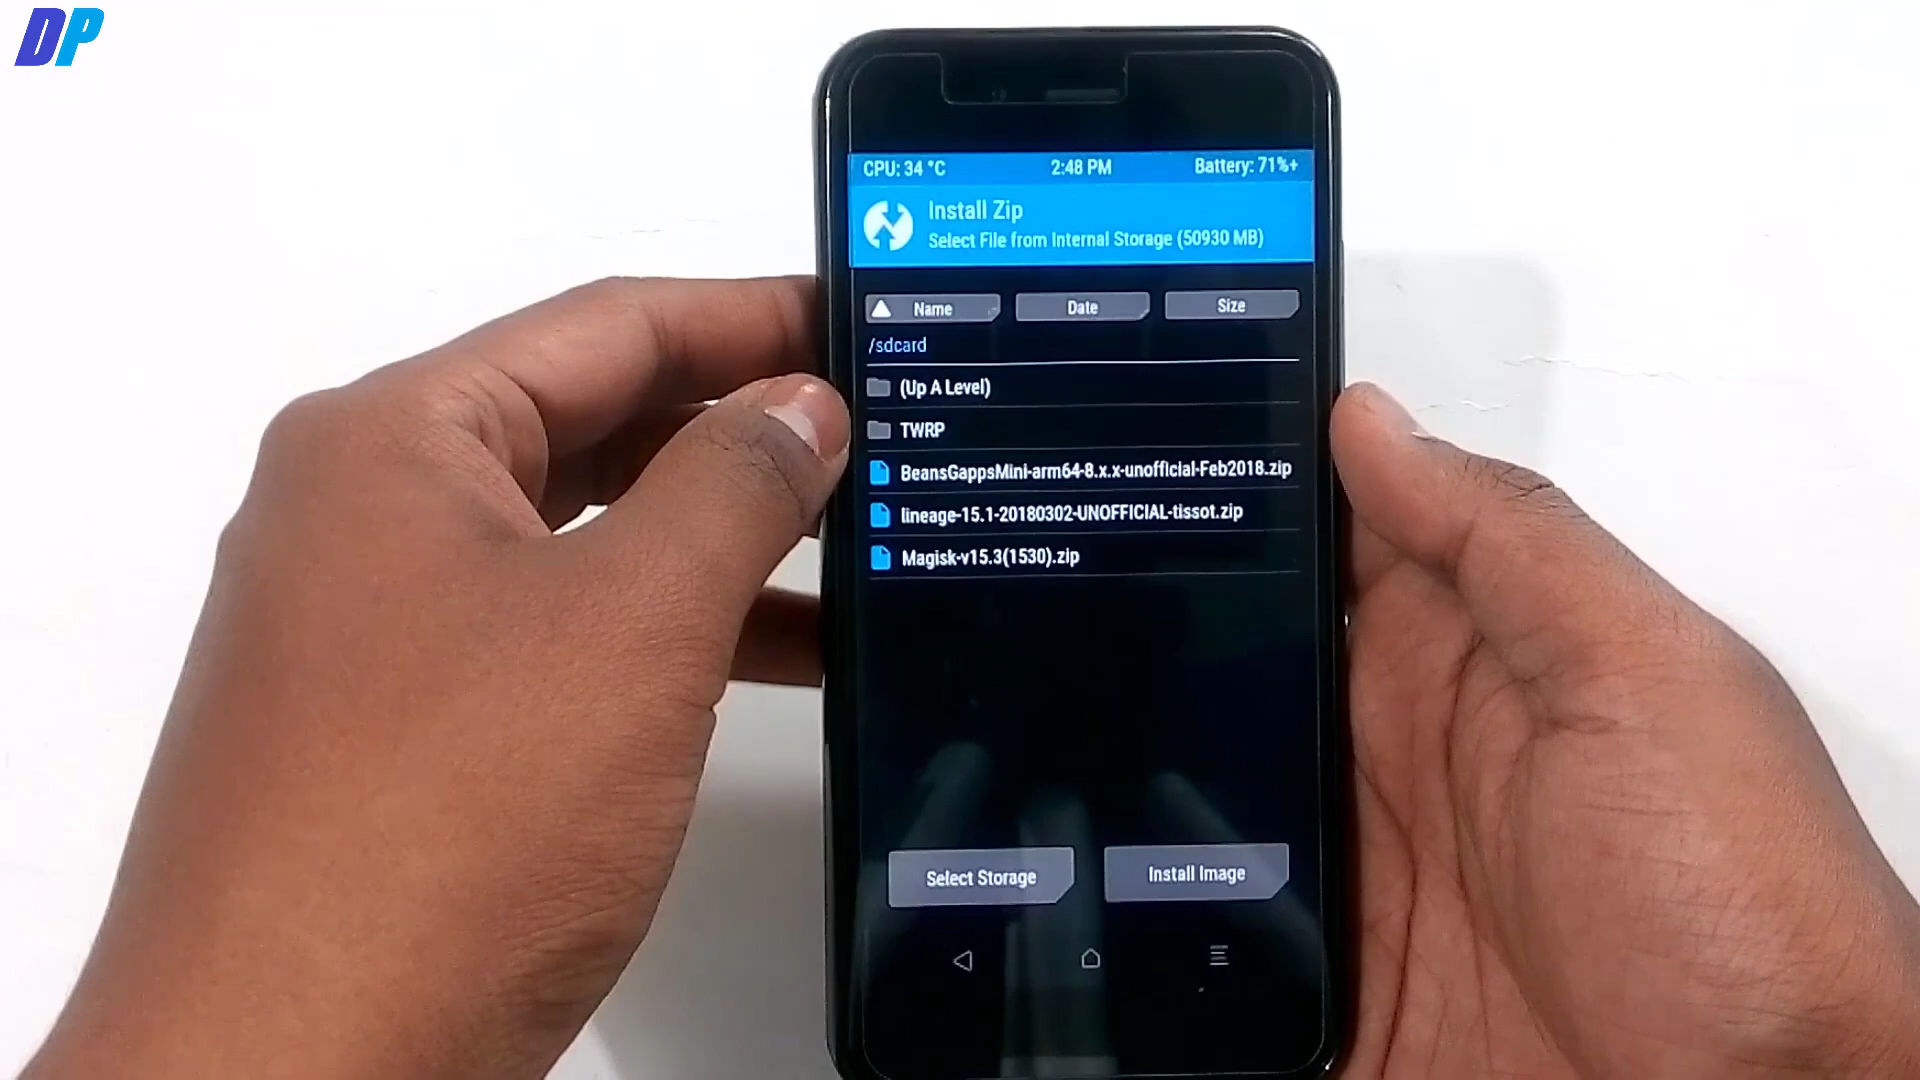 DP
CPU: 34 °C 2:48 PM Battery: 71%+
Install Zip
Select File from Internal Storage (50930 MB)
Name Date Size
/sdcard
(Up A Level)
TWRP
BeansGappsMini-arm64-8.x.x-unofficial-Feb2018.zip
lineage-15.1-20180302-UNOFFICIAL-tissot.zip
Magisk-v15.3(1530).zip
Select Storage Install Image